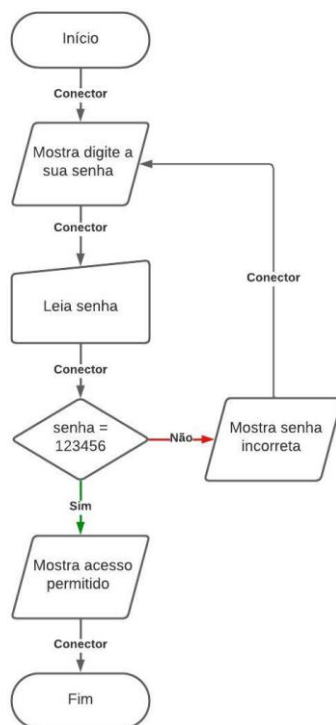 Início
Conector
Mostra digite a
sua senha
Conector
Conector
Leia senha
Conector
senha =
123456
Não
Mostra senha
incorreta
Sim
Mostra acesso
permitido
Conector
Fim